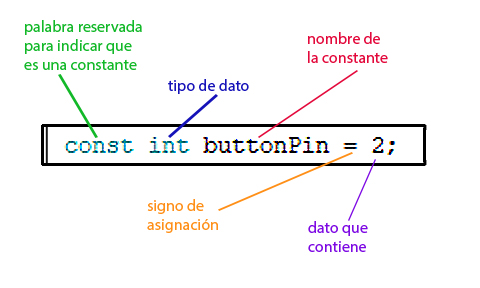 palabra reservada
para indicar que
es una constante
tipo de dato
nombre de
la constante
const int buttonPin = 2;
signo de
asignación
dato que
contiene